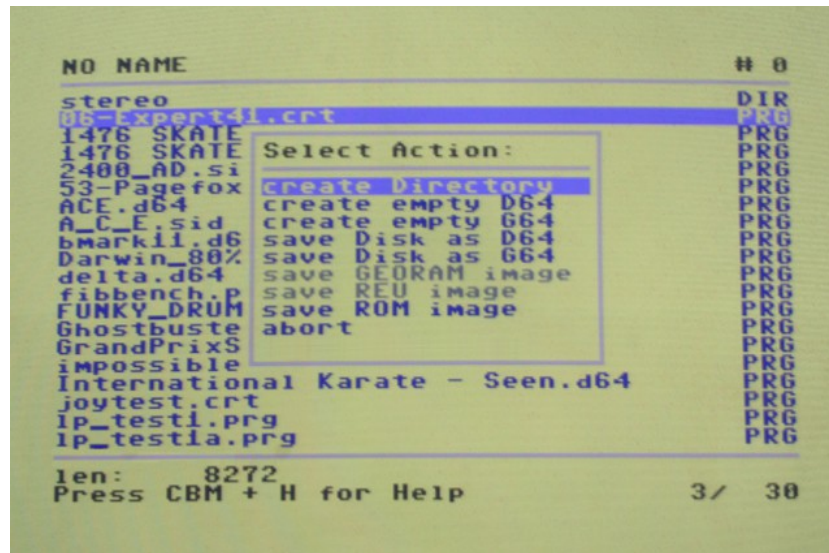 NO NAME # 0
stereo DIR
06-Expert41.crt PRG
1476 SKATE PRG
1476 SKATE PRG
2400_AD.si PRG
53-Pagefox PRG
ACE.d64 PRG
A_C_E.sid PRG
bmark11.d6 PRG
Darwin_80% PRG
delta.d64 PRG
fibbench.p PRG
FUNKY_DRUM PRG
Ghostbuste PRG
GrandPrixS PRG
impossible PRG
International Karate - Seen.d64 PRG
joytest.crt PRG
lp_test1.prg PRG
lp_test1a.prg PRG
Select Action:
create Directory
create empty D64
create empty G64
save Disk as D64
save Disk as G64
save GEORAM image
save REU image
save ROM image
abort
len: 8272
Press CBM + H for Help 3/ 30